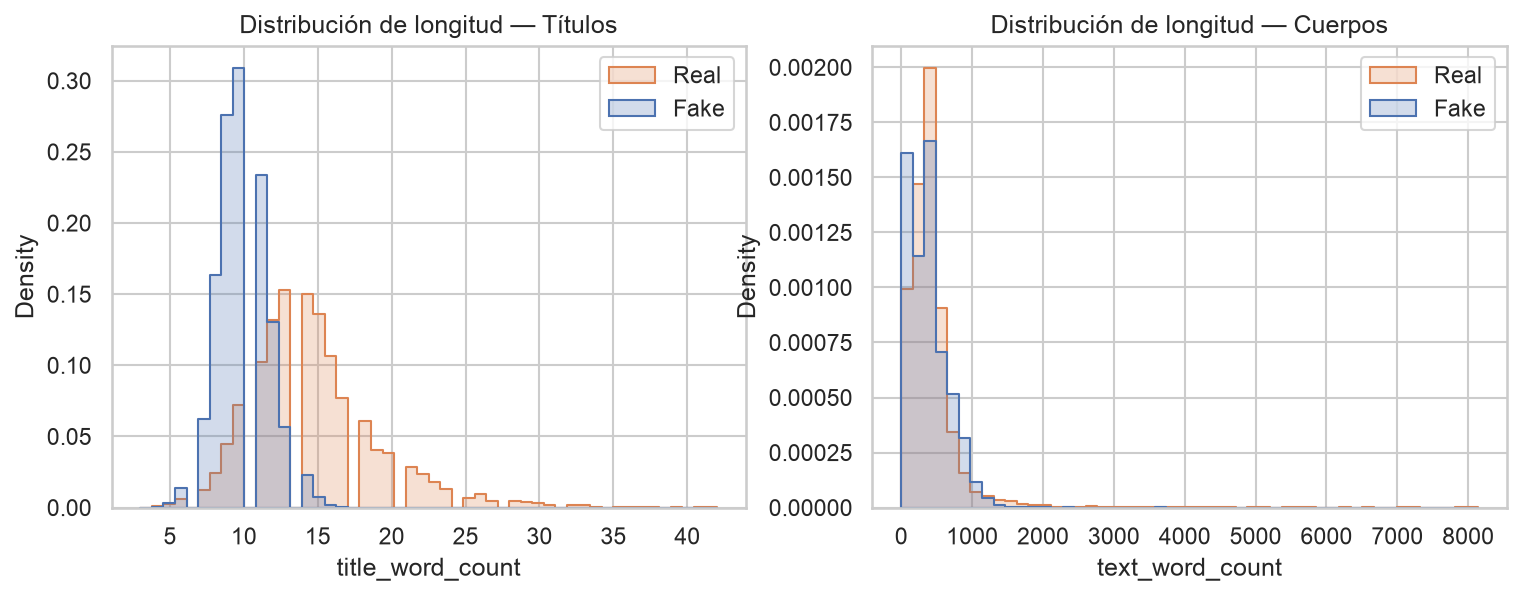 Distribución de longitud — Títulos
Density
0.30
0.25
0.20
0.15
0.10
0.05
0.00
Real
Fake
5 10 15 20 25 30 35 40
title_word_count
Distribución de longitud — Cuerpos
Density
0.00200
0.00175
0.00150
0.00125
0.00100
0.00075
0.00050
0.00025
0.00000
Real
Fake
0 1000 2000 3000 4000 5000 6000 7000 8000
text_word_count